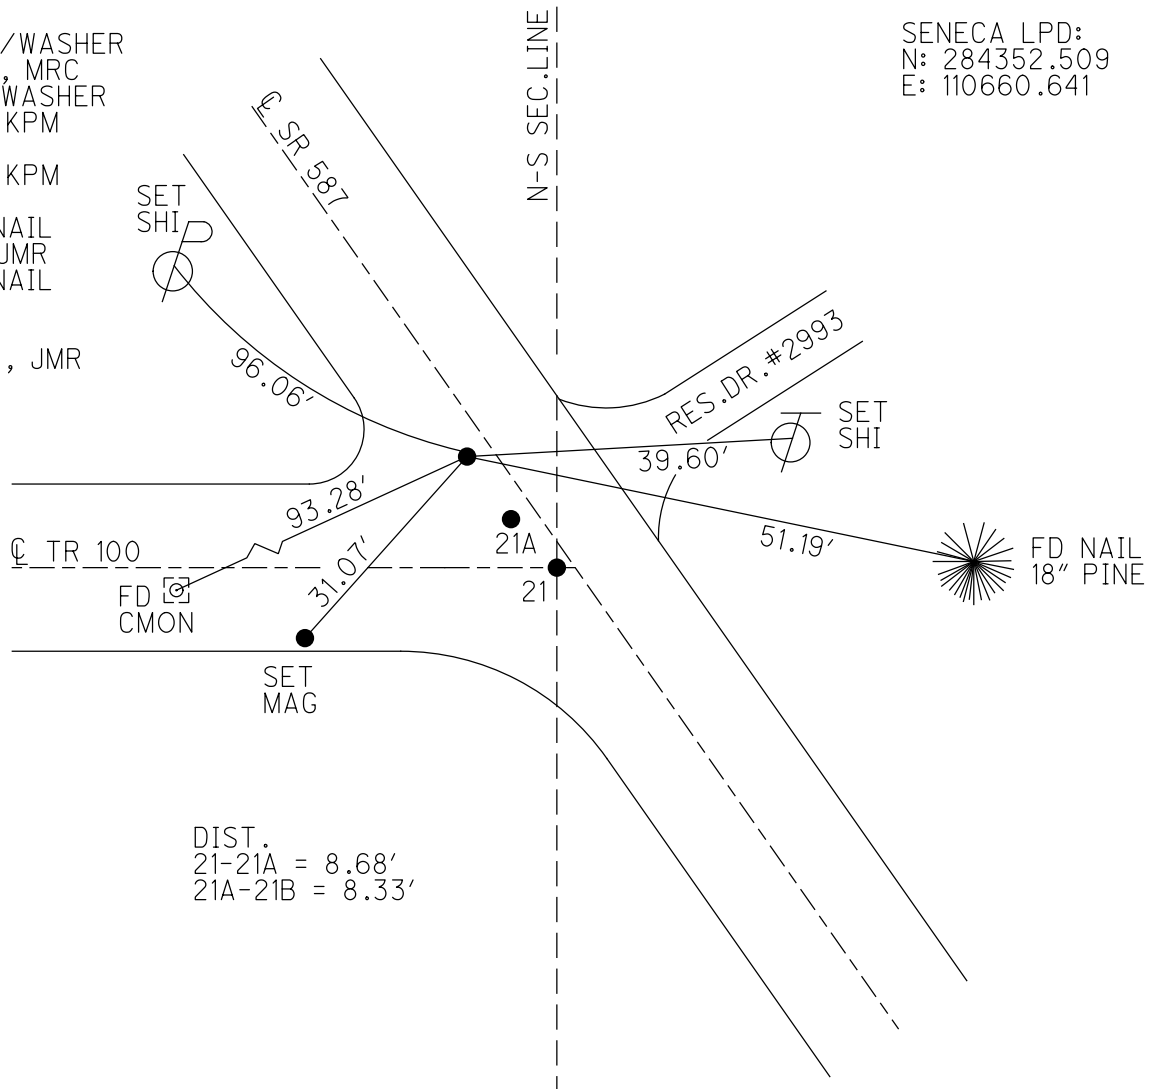 /WASHER
, MRC
WASHER
KPM
KPM
NAIL
JMR
NAIL
, JMR
SENECA LPD:
N: 284352.509
E: 110660.641
N-S SEC.LINE
℄ SR 587
SET
SHI
96.06′
RES.DR.#2993
SET
SHI
39.60′
93.28′
51.19′
21A
℄ TR 100
31.07′
21
FD NAIL
18″ PINE
FD
CMON
SET
MAG
DIST.
21-21A = 8.68′
21A-21B = 8.33′